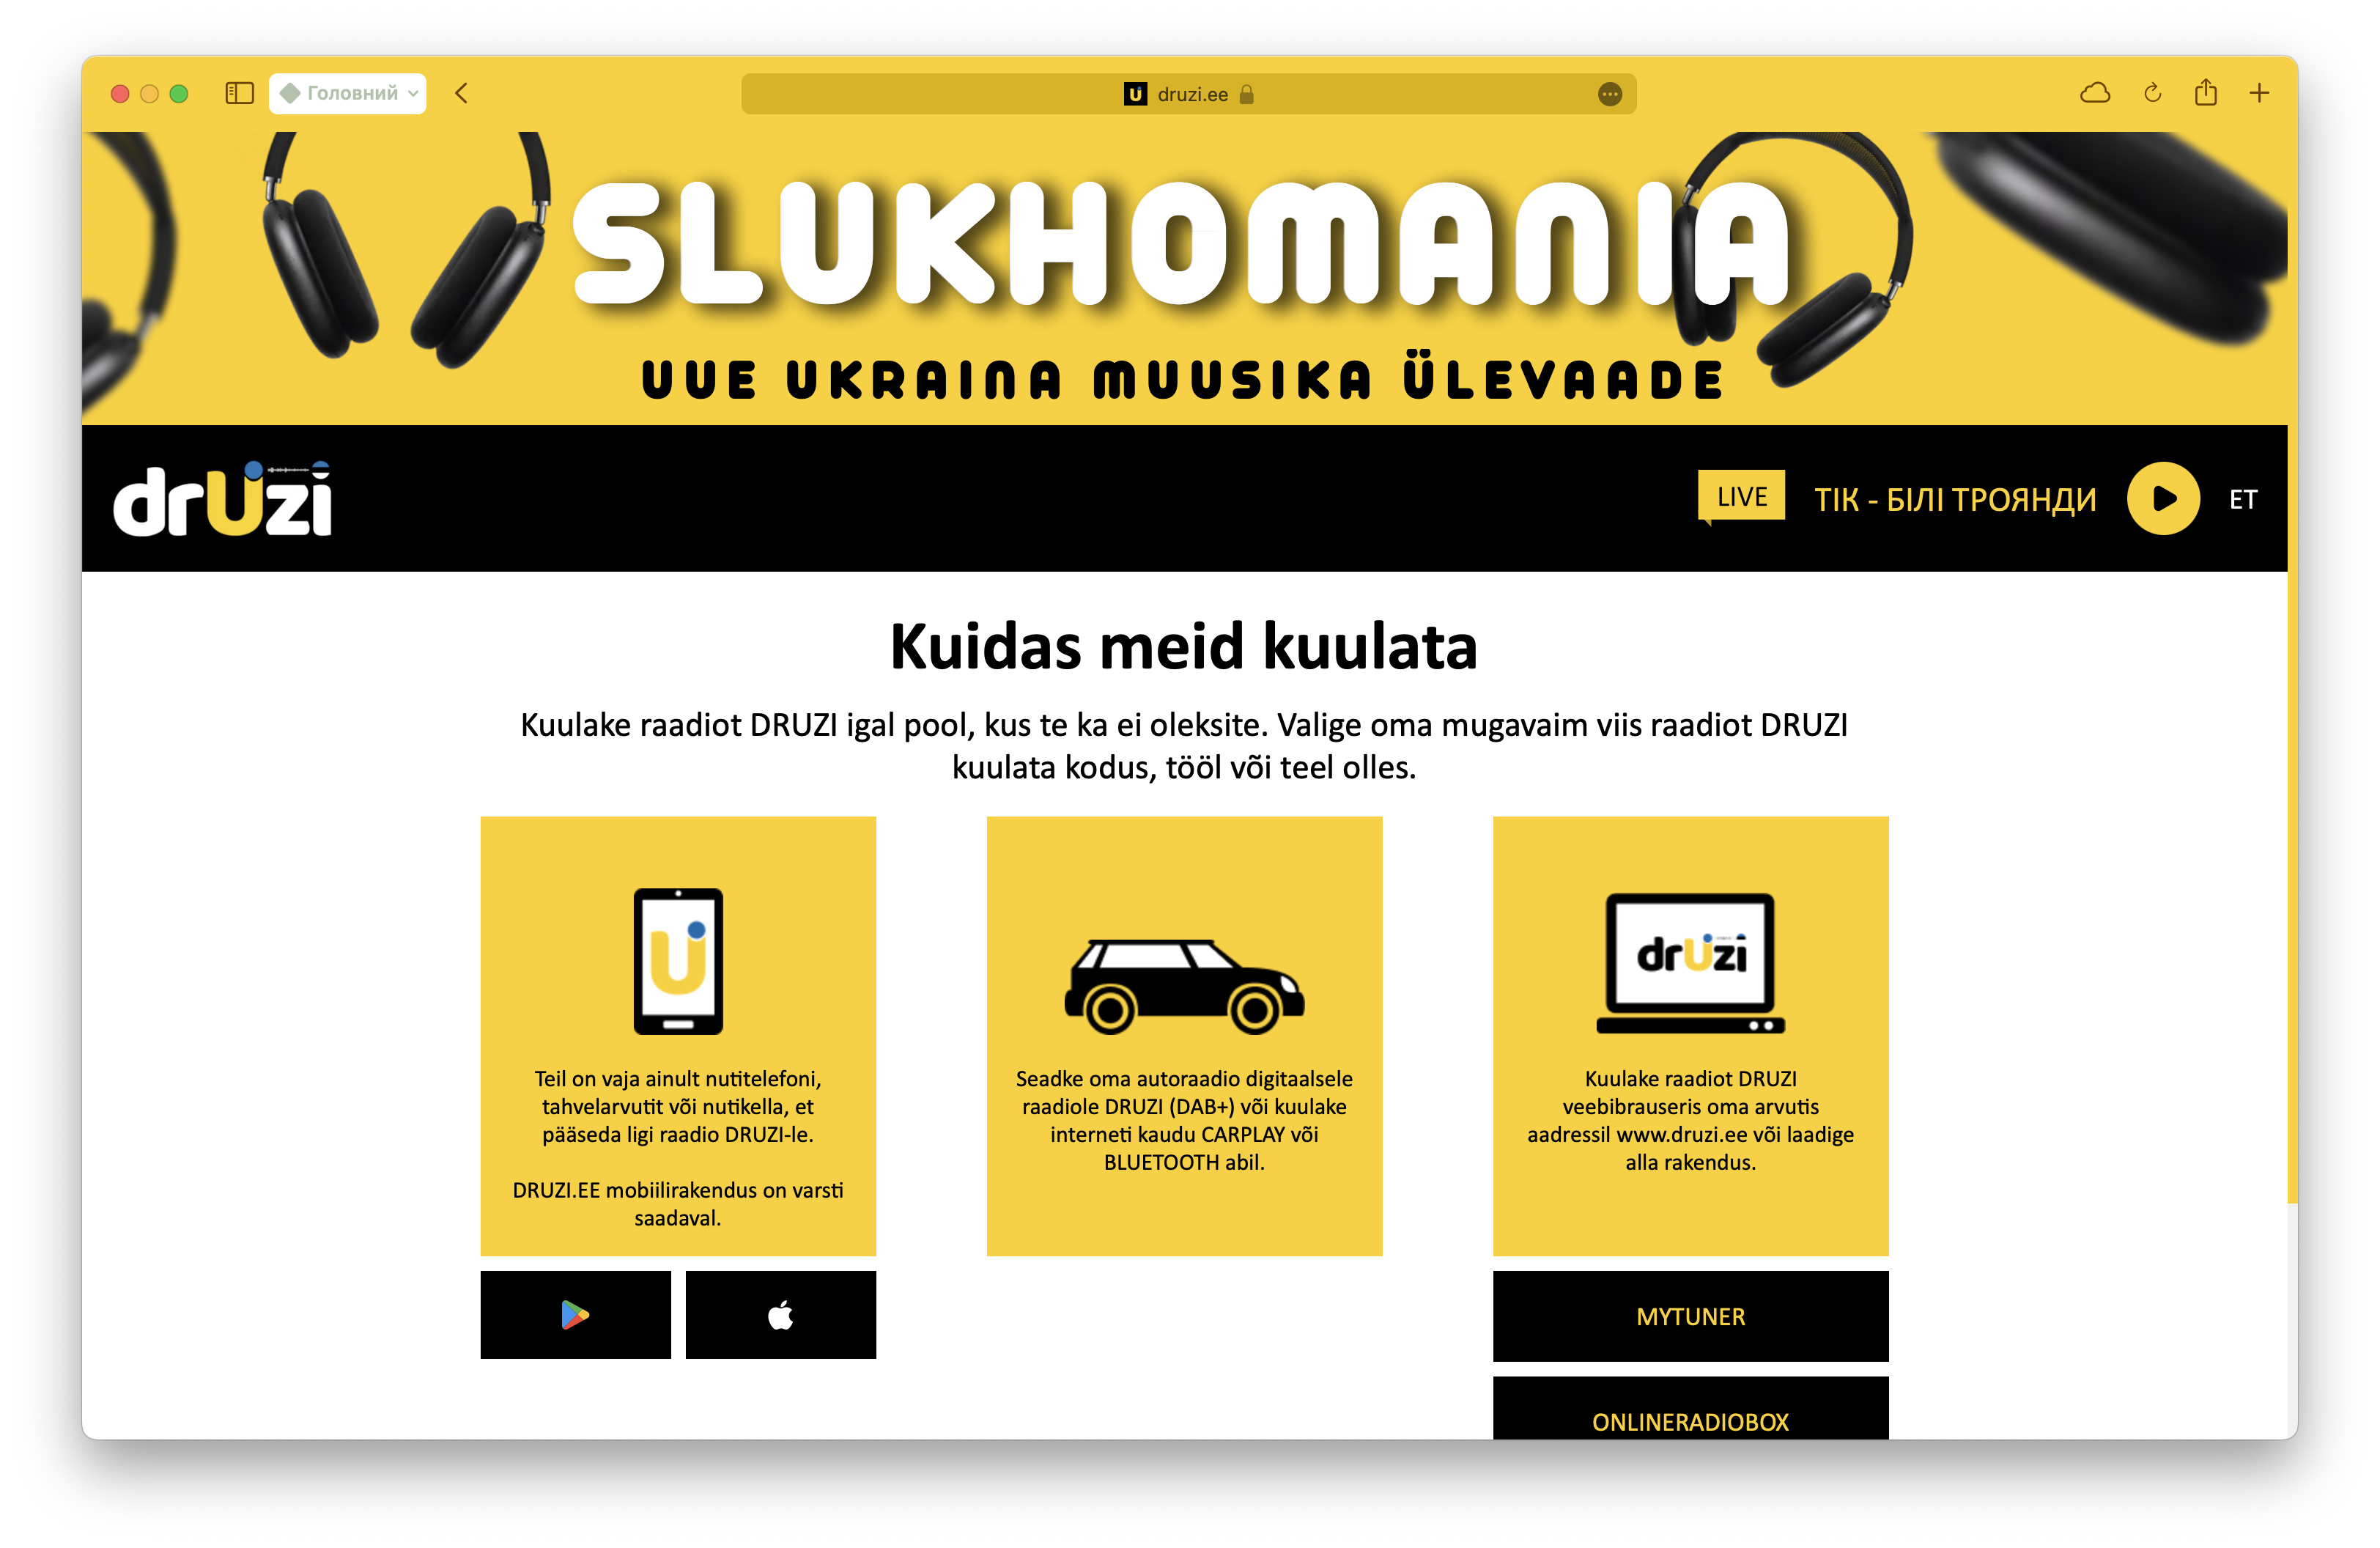 Головний
druzi.ee
SLUKHOMANIA
UUE UKRAINA MUUSIKA ÜLEVAADE
druzi
LIVE
ТІК - БІЛІ ТРОЯНДИ
ET
Kuidas meid kuulata
Kuulake raadiot DRUZI igal pool, kus te ka ei oleksite. Valige oma mugavaim viis raadiot DRUZI
kuulata kodus, tööl või teel olles.
U
Teil on vaja ainult nutitelefoni,
tahvelarvutit või nutikella, et
pääseda ligi raadio DRUZI-le.
DRUZI.EE mobiilirakendus on varsti
saadaval.
Seadke oma autoraadio digitaalsele
raadiole DRUZI (DAB+) või kuulake
interneti kaudu CARPLAY või
BLUETOOTH abil.
druzi
Kuulake raadiot DRUZI
veebibrauseris oma arvutis
aadressil www.druzi.ee või laadige
alla rakendus.
MYTUNER
ONLINERADIOBOX